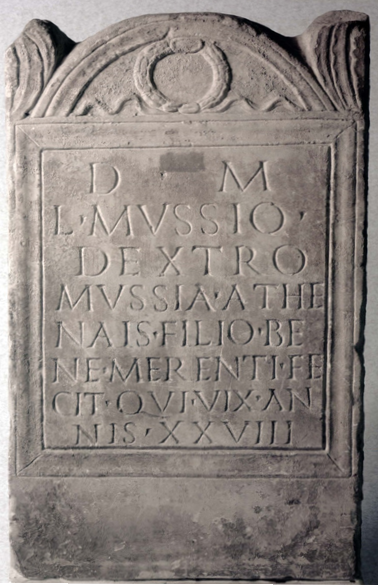 D M
L·MVSSIO·
DEXTRO
MVSSIA·ATHE
NAIS·FILIO·BE
NE·MERENTI·FE
CIT·QVI·VIX·AN
NIS·XXVIII